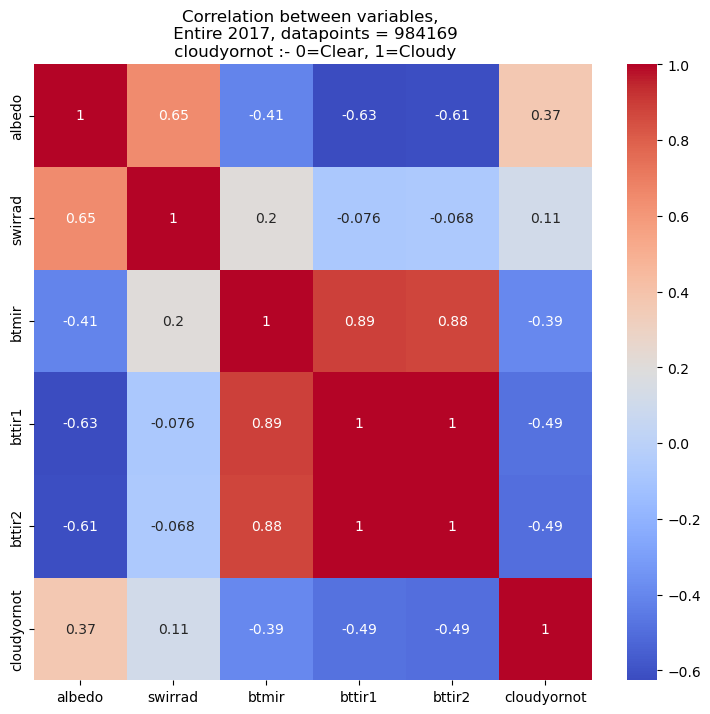 Correlation between variables,
Entire 2017, datapoints = 984169
cloudyornot :- 0=Clear, 1=Cloudy
albedo 1 0.65 -0.41 -0.63 -0.61 0.37
swirrad 0.65 1 0.2 -0.076 -0.068 0.11
btmir -0.41 0.2 1 0.89 0.88 -0.39
bttir1 -0.63 -0.076 0.89 1 1 -0.49
bttir2 -0.61 -0.068 0.88 1 1 -0.49
cloudyornot 0.37 0.11 -0.39 -0.49 -0.49 1
albedo swirrad btmir bttir1 bttir2 cloudyornot
1.0
0.8
0.6
0.4
0.2
0.0
−0.2
−0.4
−0.6